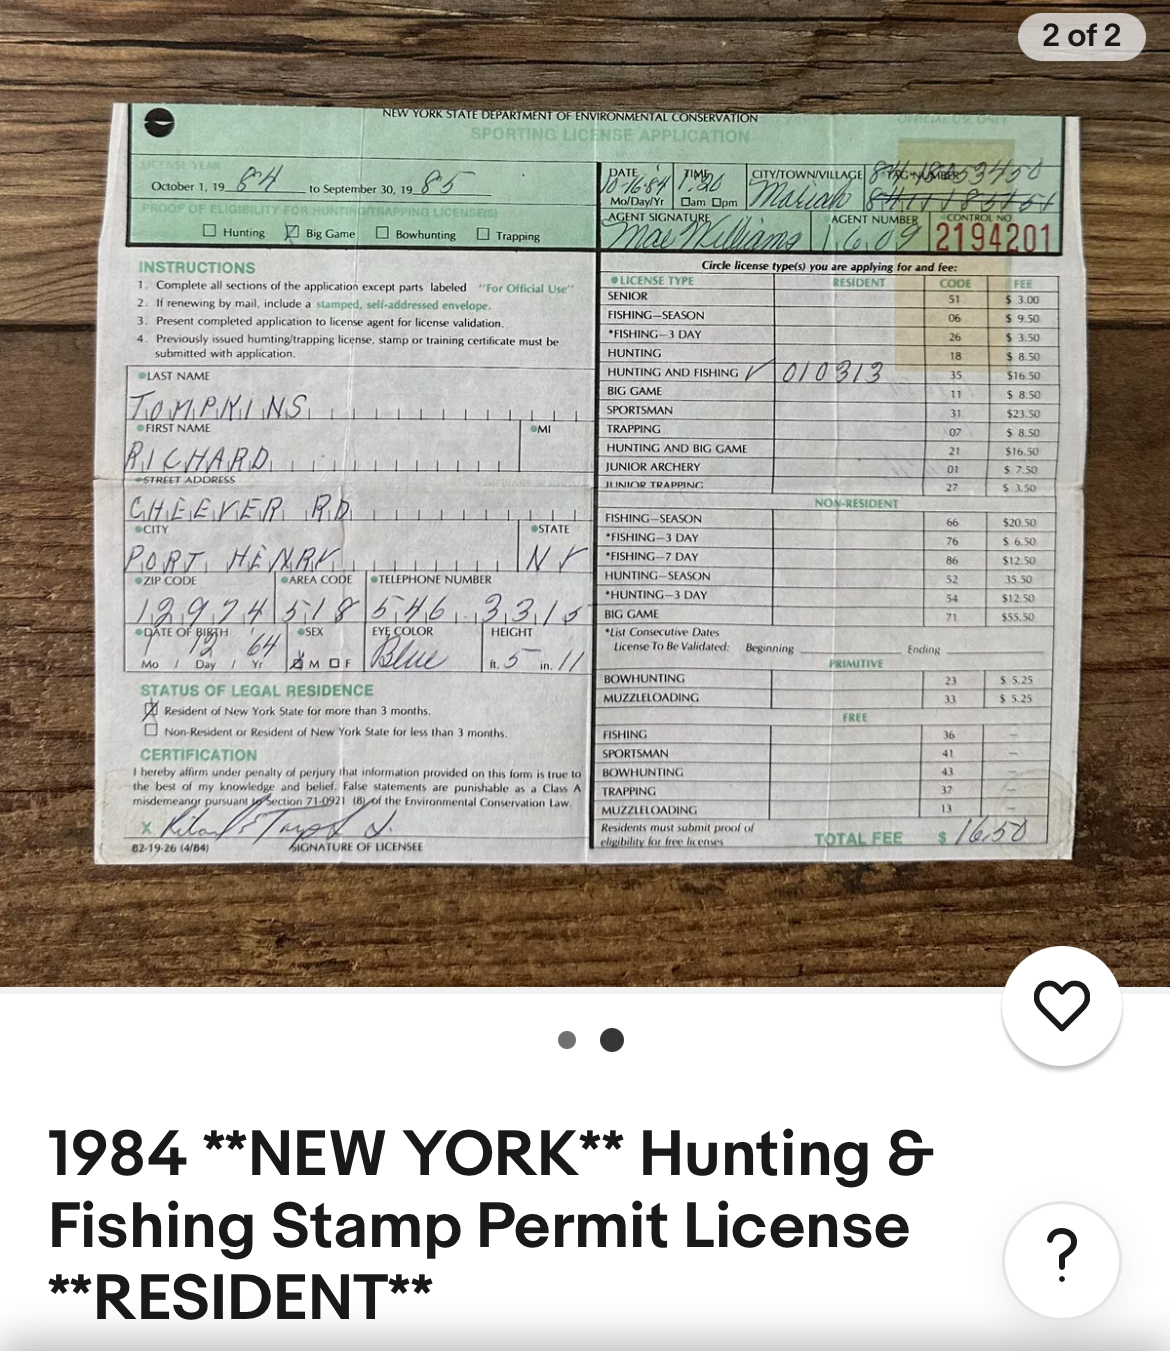 2 of 2
NEW YORK STATE DEPARTMENT OF ENVIRONMENTAL CONSERVATION
OFFICIAL USE ONLY
SPORTING LICENSE APPLICATION
LICENSE YEAR
October 1, 19 84 to September 30, 19 85
PROOF OF ELIGIBILITY FOR HUNTING/TRAPPING LICENSE(S)
Hunting Big Game Bowhunting Trapping
DATE TIME CITY/TOWN/VILLAGE
10-16-84 1:20 Moriah
Mo/Day/Yr am pm
AGENT SIGNATURE AGENT NUMBER CONTROL NO
Mae Williams 1609 2194201
INSTRUCTIONS
1. Complete all sections of the application except parts labeled "For Official Use"
2. If renewing by mail, include a stamped, self-addressed envelope.
3. Present completed application to license agent for license validation.
4. Previously issued humting/trapping license, stamp or training certificate must be
submitted with application.
LAST NAME
TOMPKINS
FIRST NAME MI
RICHARD
STREET ADDRESS
CHEEVER RD
CITY STATE
PORT HENRY NY
ZIP CODE AREA CODE TELEPHONE NUMBER
12974 518 546 3315
DATE OF BIRTH SEX EYE COLOR HEIGHT
12 64 Blue 5 11
Mo / Day / Yr M F ft. in.
STATUS OF LEGAL RESIDENCE
Resident of New York State for more than 3 months.
Non-Resident or Resident of New York State for less than 3 months.
CERTIFICATION
I hereby affirm under penalty of perjury that information provided on this form is true to
the best of my knowledge and belief. False statements are punishable as a Class A
misdemeanor pursuant to Section 71-0921 (8) of the Environmental Conservation Law.
X
82-19-26 (4/84) SIGNATURE OF LICENSEE
Circle license type(s) you are applying for and fee:
LICENSE TYPE RESIDENT CODE FEE
SENIOR 51 $ 3.00
FISHING—SEASON 06 $ 9.50
*FISHING—3 DAY 26 $ 3.50
HUNTING 18 $ 8.50
HUNTING AND FISHING ✓ 010313 35 $16.50
BIG GAME 11 $ 8.50
SPORTSMAN 31 $23.50
TRAPPING 07 $ 8.50
HUNTING AND BIG GAME 21 $16.50
JUNIOR ARCHERY 01 $ 7.50
JUNIOR TRAPPING 27 $ 3.50
NON-RESIDENT
FISHING—SEASON 66 $20.50
*FISHING—3 DAY 76 $ 6.50
*FISHING—7 DAY 86 $12.50
HUNTING—SEASON 52 35.50
*HUNTING—3 DAY 54 $12.50
BIG GAME 71 $55.50
*List Consecutive Dates
License To Be Validated: Beginning Ending
PRIMITIVE
BOWHUNTING 23 $ 5.25
MUZZLELOADING 33 $ 5.25
FREE
FISHING 36 —
SPORTSMAN 41 —
BOWHUNTING 43 —
TRAPPING 37 —
MUZZLELOADING 13 —
Residents must submit proof of
eligibility for free licenses
TOTAL FEE $ 16.50
1984 **NEW YORK** Hunting &
Fishing Stamp Permit License
**RESIDENT**
?